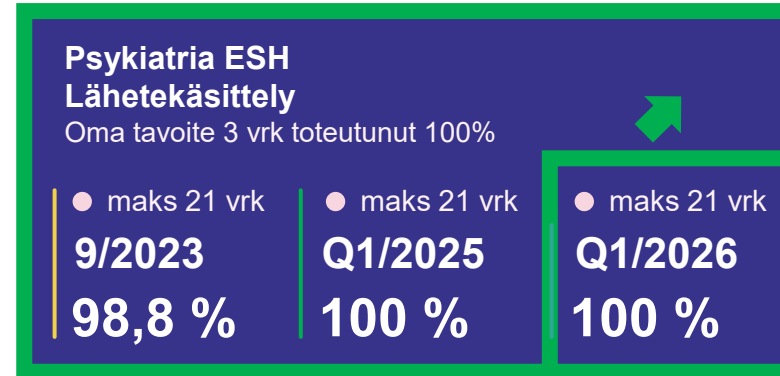 Psykiatria ESH
Lähetekäsittely
Oma tavoite 3 vrk toteutunut 100%
maks 21 vrk
9/2023
98,8 %
maks 21 vrk
Q1/2025
100 %
maks 21 vrk
Q1/2026
100 %